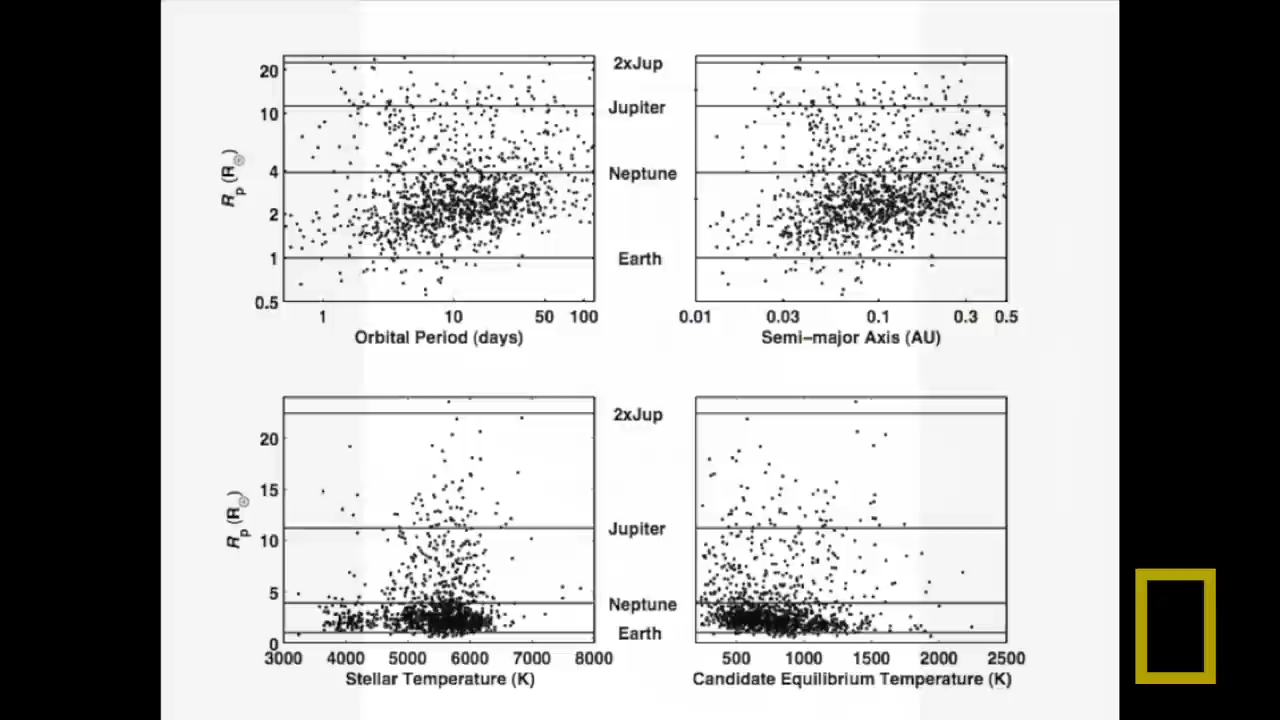 2xJup
20
Jupiter
10
4
Neptune
2
1
Earth
0.5
Rp (R⊕)
1 10 50 100
Orbital Period (days)
0.01 0.03 0.1 0.3 0.5
Semi-major Axis (AU)
2xJup
20
15
Jupiter
10
5
Neptune
Earth
0
Rp (R⊕)
3000 4000 5000 6000 7000 8000
Stellar Temperature (K)
500 1000 1500 2000 2500
Candidate Equilibrium Temperature (K)